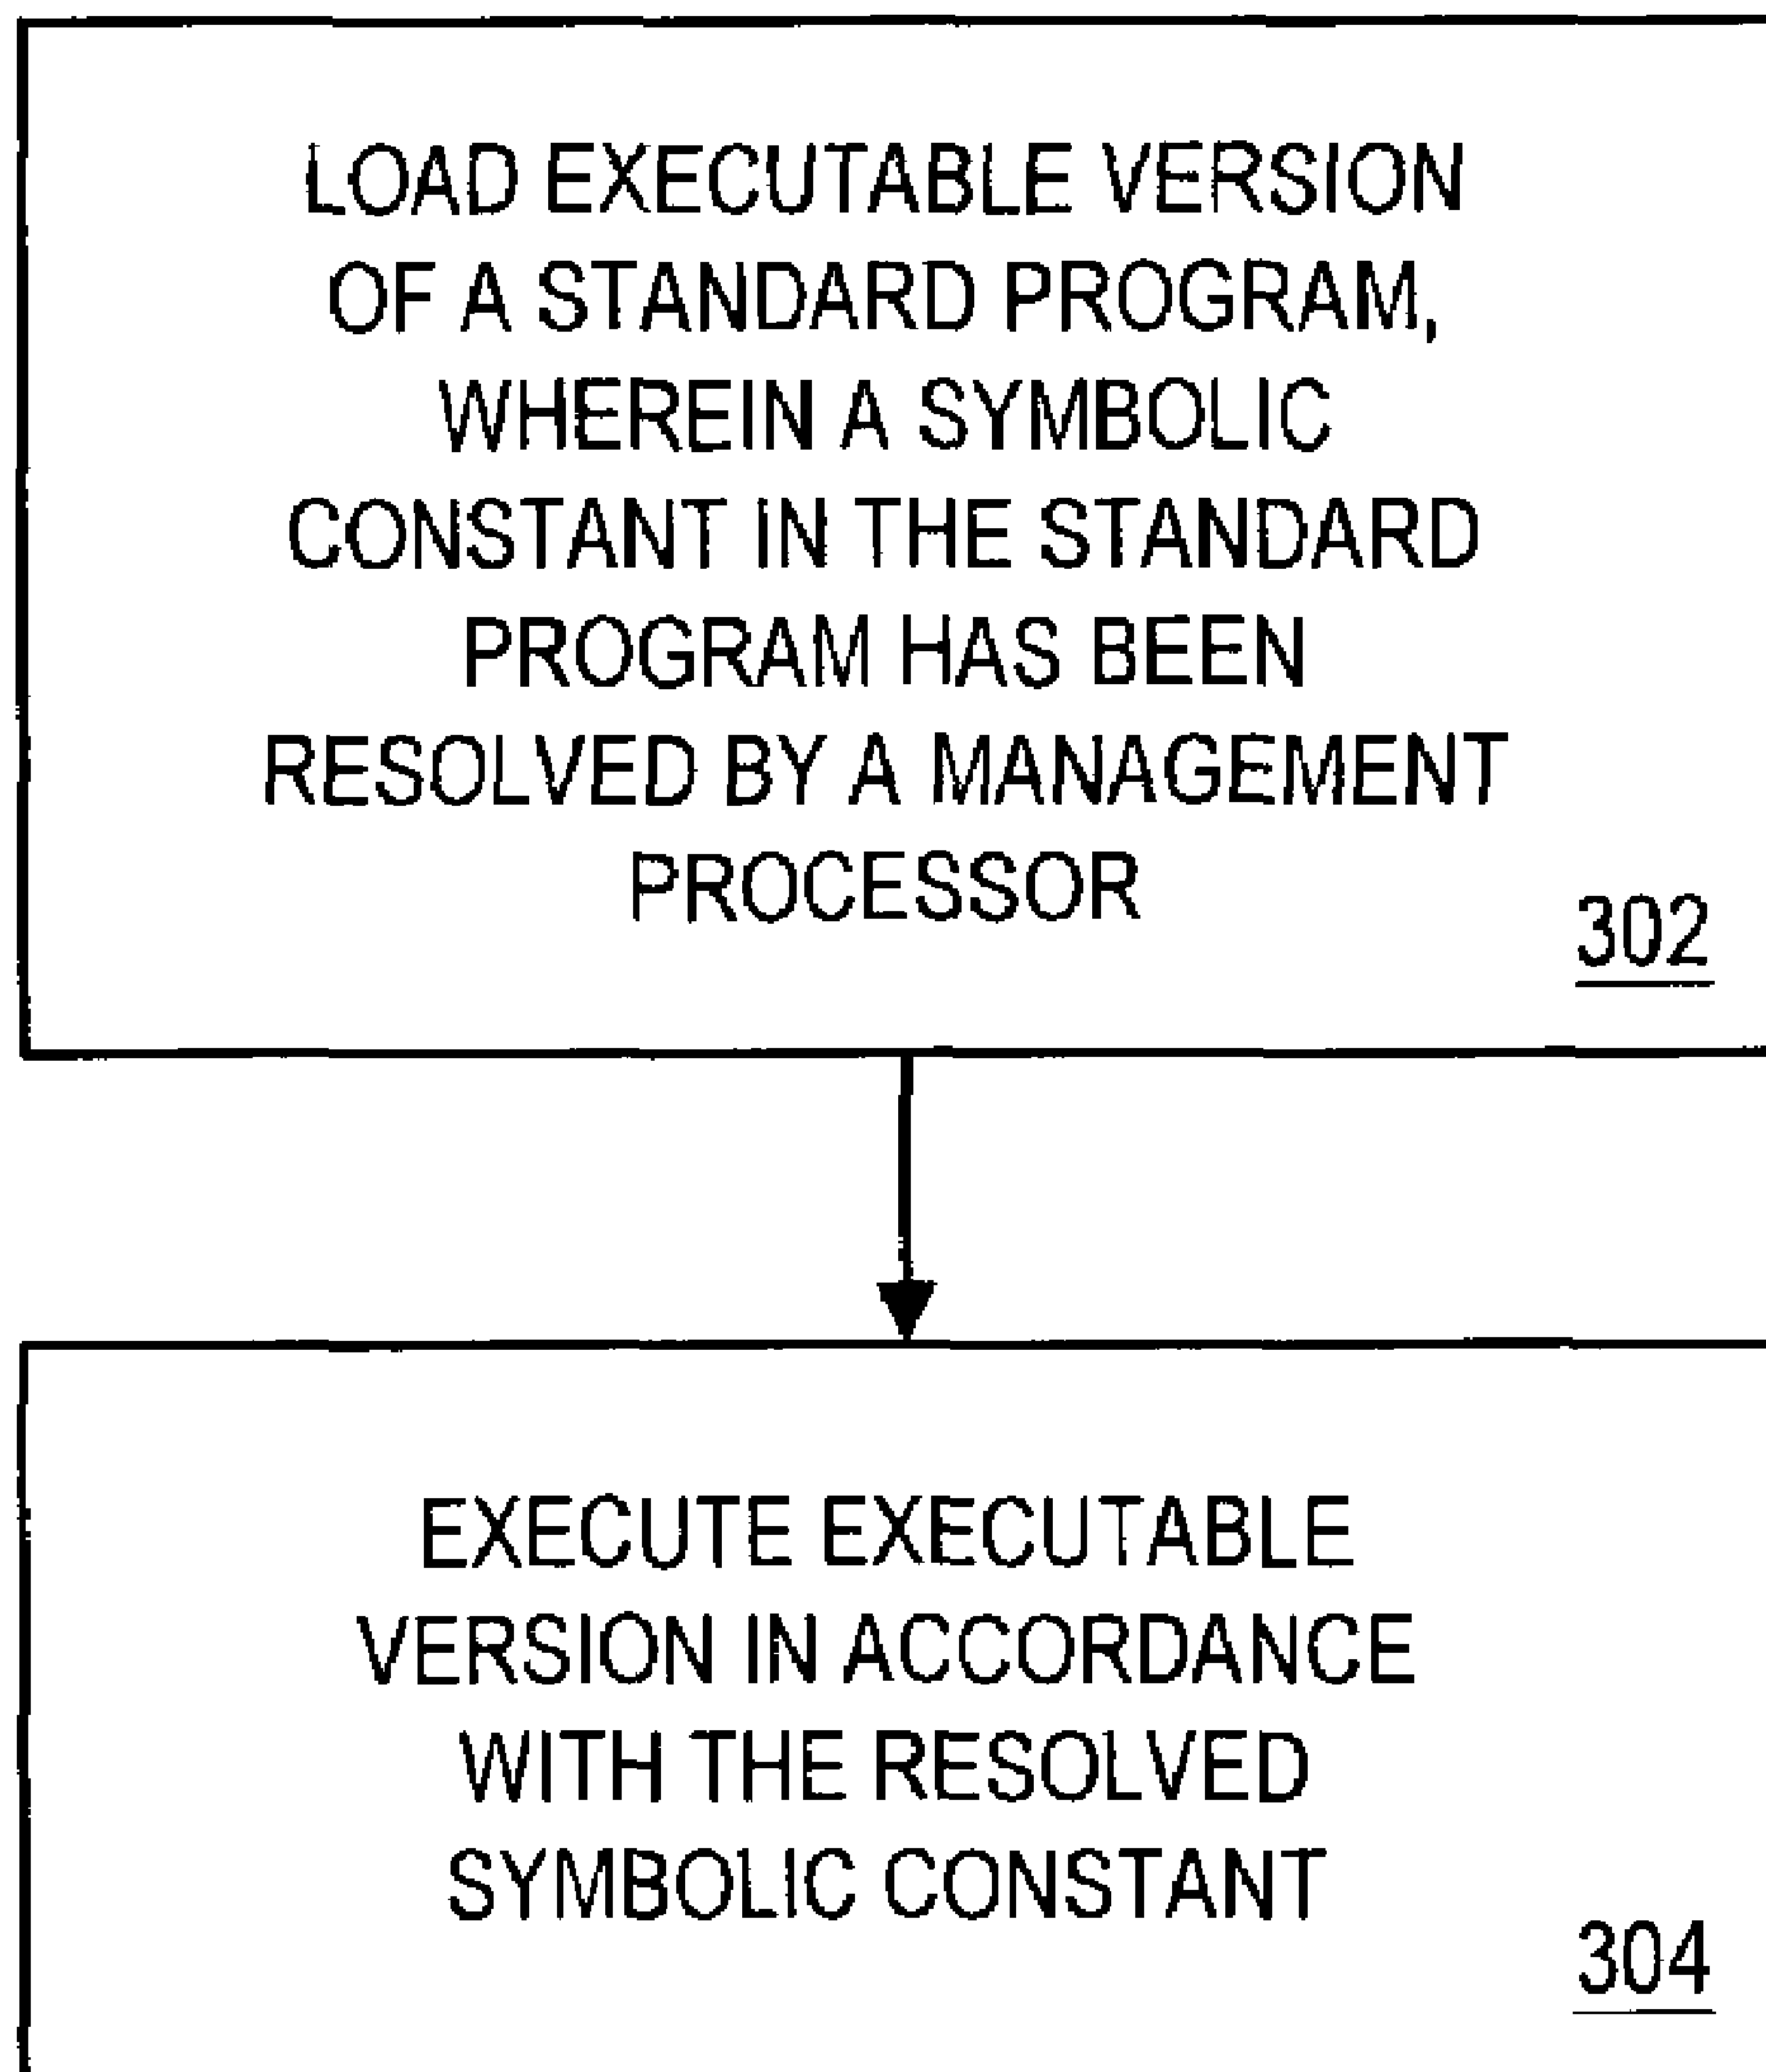 LOAD EXECUTABLE VERSION
OF A STANDARD PROGRAM,
WHEREIN A SYMBOLIC
CONSTANT IN THE STANDARD
PROGRAM HAS BEEN
RESOLVED BY A MANAGEMENT
PROCESSOR
302
EXECUTE EXECUTABLE
VERSION IN ACCORDANCE
WITH THE RESOLVED
SYMBOLIC CONSTANT
304